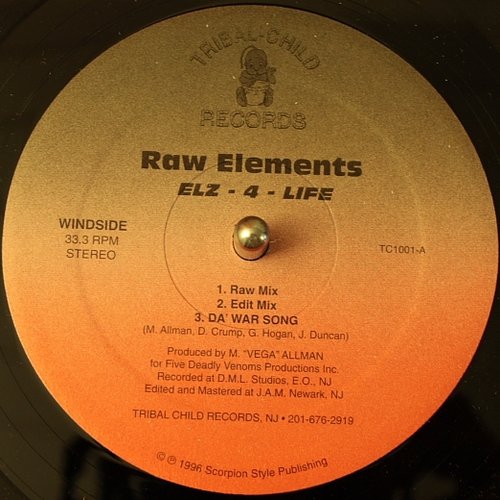 TRIBAL-CHILD
RECORDS
Raw Elements
ELZ - 4 - LIFE
WINDSIDE
33.3 RPM
STEREO
TC1001-A
1. Raw Mix
2. Edit Mix
3. DA' WAR SONG
(M. Allman, D. Crump, G. Hogan, J. Duncan)
Produced by M. "VEGA" ALLMAN
for Five Deadly Venoms Productions Inc.
Recorded at D.M.L. Studios, E.O., NJ
Edited and Mastered at J.A.M. Newark, NJ
TRIBAL CHILD RECORDS, NJ • 201-676-2919
© ℗ 1996 Scorpion Style Publishing